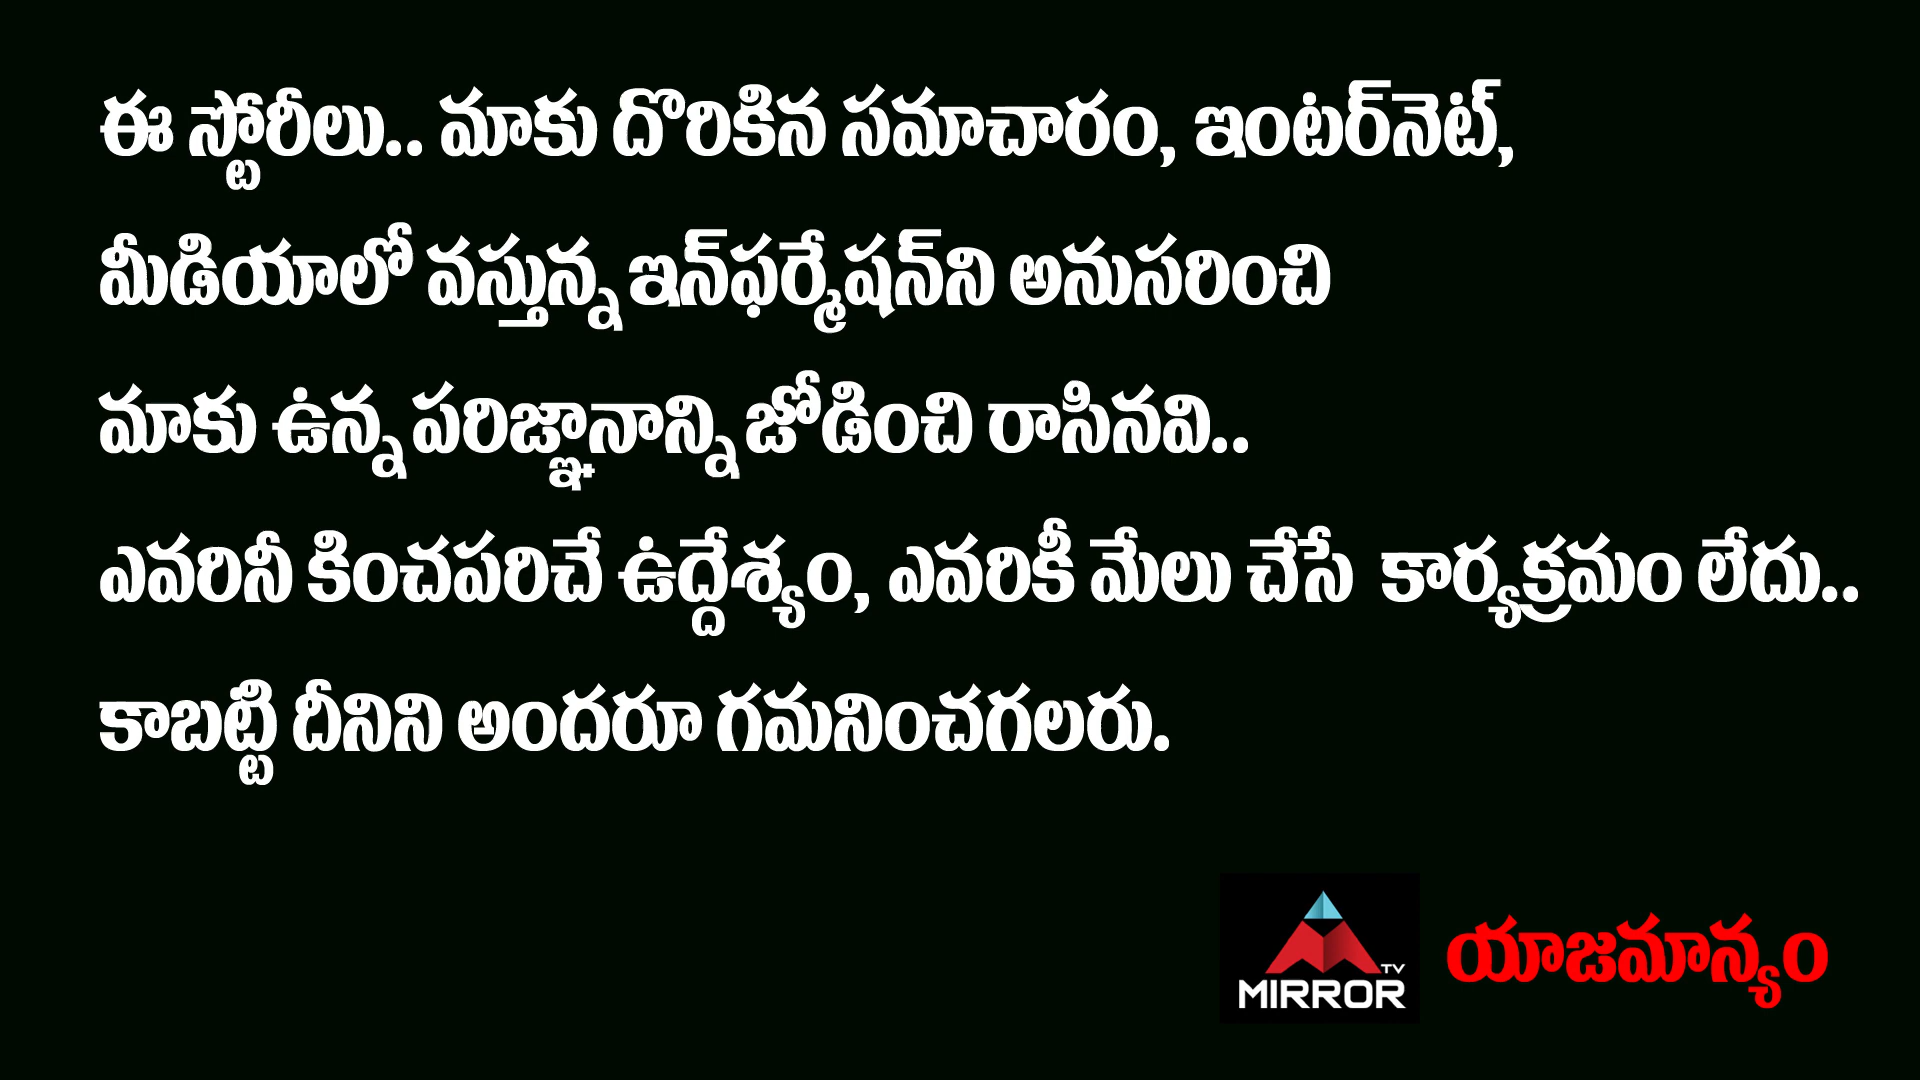 ఈ స్టోరీలు.. మాకు దొరికిన సమాచారం, ఇంటర్‌నెట్,
మీడియాలో వస్తున్న ఇన్‌ఫర్మేషన్‌ని అనుసరించి
మాకు ఉన్న పరిజ్ఞానాన్ని జోడించి రాసినవి..
ఎవరినీ కించపరిచే ఉద్దేశ్యం, ఎవరికీ మేలు చేసే కార్యక్రమం లేదు..
కాబట్టి దీనిని అందరూ గమనించగలరు.
TV
MIRROR
యాజమాన్యం